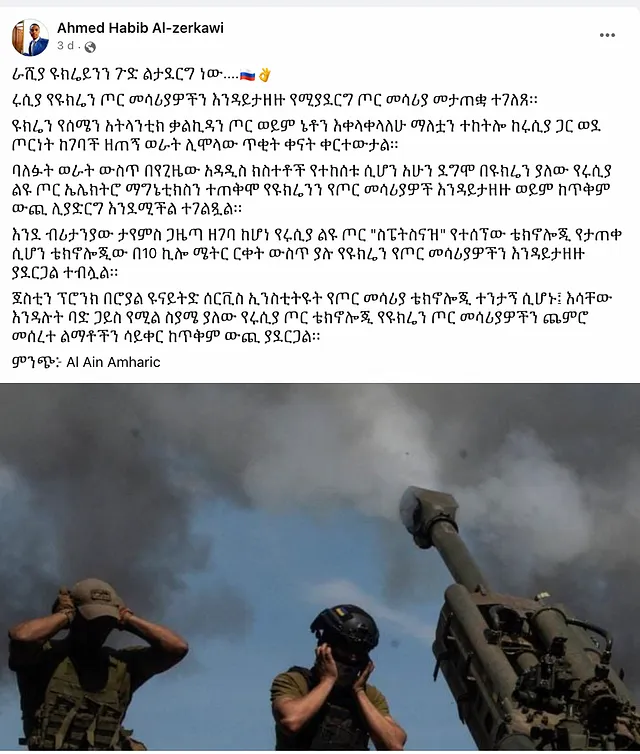 Ahmed Habib Al-zerkawi
3 d
ራሺያ ዩክሬይንን ጉድ ልታደርግ ነው....🇷🇺👌
ሩሲያ የዩክሬን ጦር መሳሪያዎችን እንዳይታዘዙ የሚያደርግ ጦር መሳሪያ መታጠቋ ተገለጸ፡፡
ዩክሬን የሰሜን አትላንቲክ ቃልኪዳን ጦር ወይም ኔቶን እቀላቀላለሁ ማለቷን ተከትሎ ከሩሲያ ጋር ወደ
ጦርነት ከገባች ዘጠኝ ወራት ሊሞላው ጥቂት ቀናት ቀርተውታል፡፡
ባለፉት ወራት ውስጥ በየጊዜው አዳዲስ ክስተቶች የተከሰቱ ሲሆን አሁን ደግሞ በዩክሬን ያለው የሩሲያ
ልዩ ጦር ኤሌክትሮ ማግኔቲክስን ተጠቅሞ የዩክሬንን የጦር መሳሪያዎች እንዳይታዘዙ ወይም ከጥቅም
ውጪ ሊያድርግ እንደሚችል ተገልጿል፡፡
እንደ ብሪታንያው ታየምስ ጋዜጣ ዘገባ ከሆነ የሩሲያ ልዩ ጦር "ስፔትስናዝ" የተሰኘው ቴክኖሎጂ የታጠቀ
ሲሆን ቴክኖሎጂው በ10 ኪሎ ሜትር ርቀት ውስጥ ያሉ የዩክሬን የጦር መሳሪያዎችን እንዳይታዘዙ
ያደርጋል ተብሏል፡፡
ጀስቲን ፕሮንክ በሮያል ዩናይትድ ሰርቪስ ኢንስቲትዩት የጦር መሳሪያ ቴክኖሎጂ ተንታኝ ሲሆኑ፤ እሳቸው
እንዳሉት ባድ ጋይስ የሚል ስያሜ ያለው የሩሲያ ጦር ቴክኖሎጂ የዩክሬን ጦር መሳሪያዎችን ጨምሮ
መሰረተ ልማቶችን ሳይቀር ከጥቅም ውጪ ያደርጋል፡፡
ምንጭ፦ Al Ain Amharic